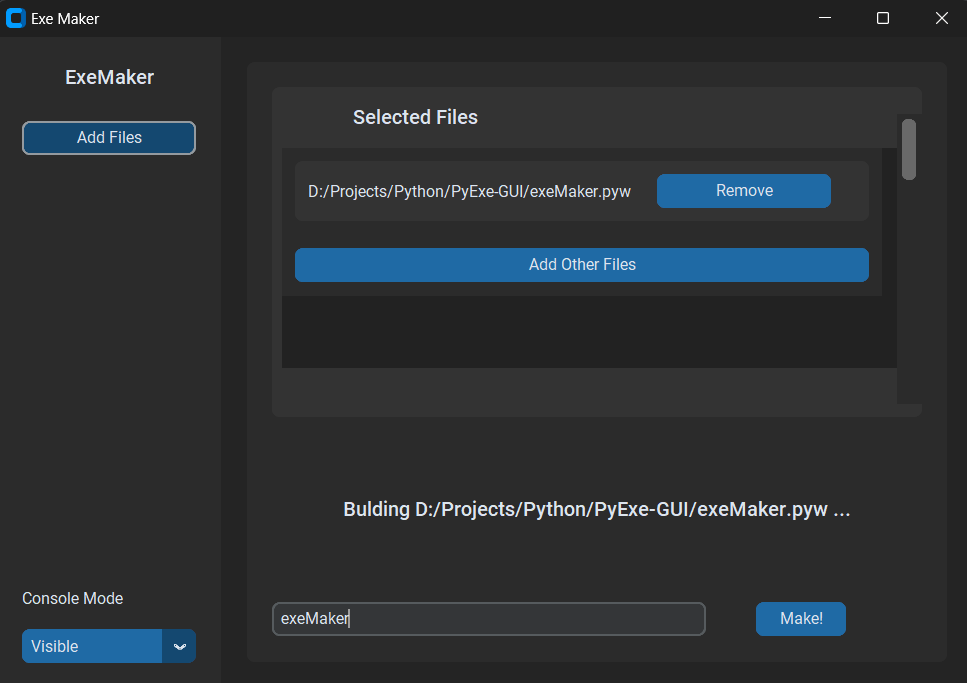 Exe Maker
ExeMaker
Add Files
Selected Files
D:/Projects/Python/PyExe-GUI/exeMaker.pyw
Remove
Add Other Files
Bulding D:/Projects/Python/PyExe-GUI/exeMaker.pyw ...
Console Mode
Visible
exeMaker
Make!